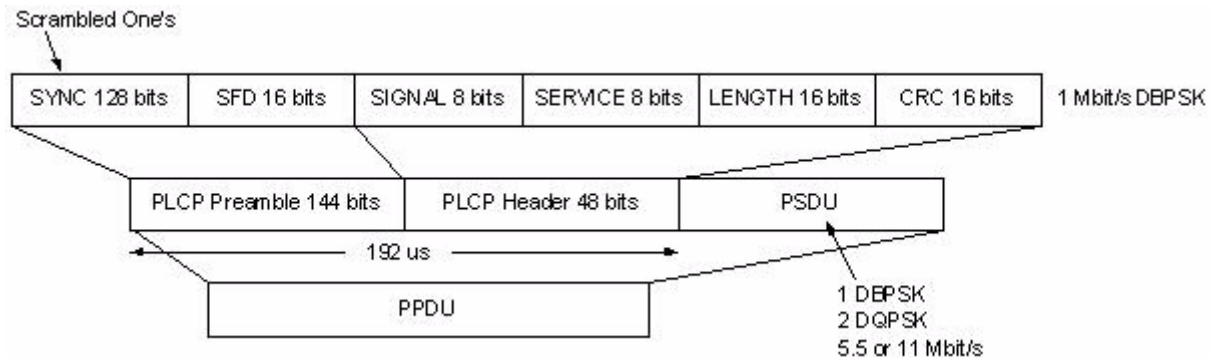 Scrambled One's
SYNC 128 bits
SFD 16 bits
SIGNAL 8 bits
SERVICE 8 bits
LENGTH 16 bits
CRC 16 bits
1 Mbit/s DBPSK
PLCP Preamble 144 bits
PLCP Header 48 bits
PSDU
192 us
PPDU
1 DBPSK
2 DQPSK
5.5 or 11 Mbit/s